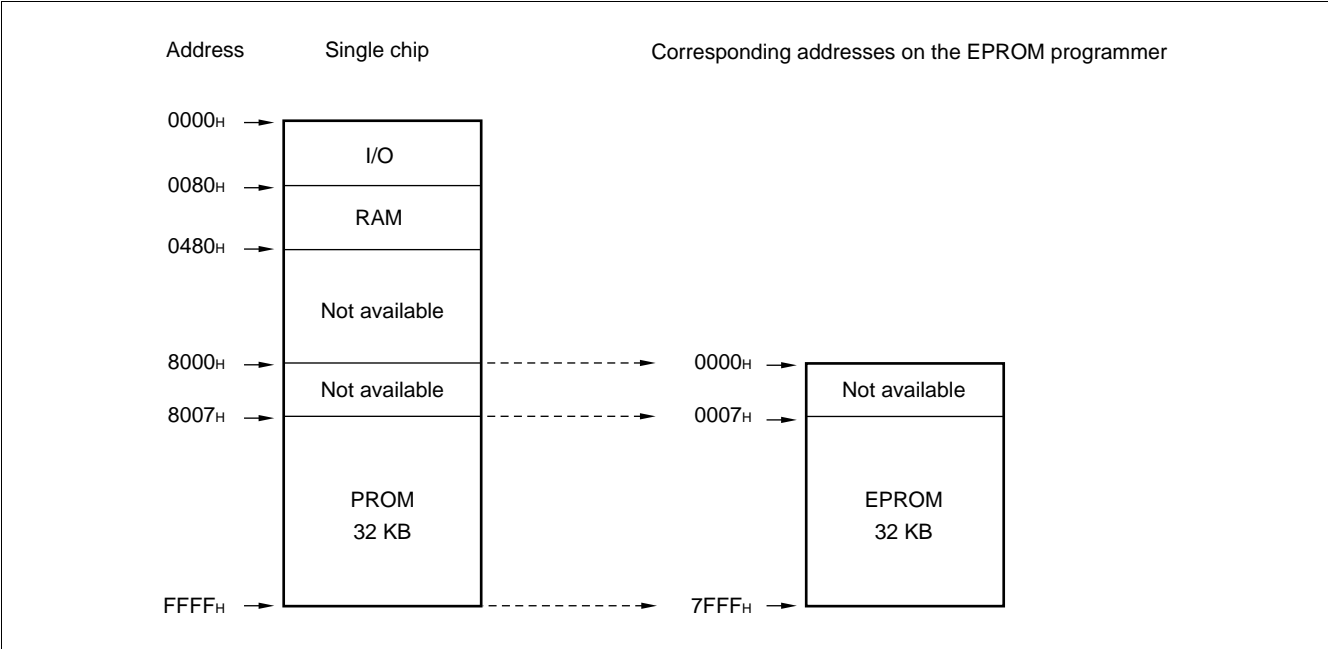 Address Single chip Corresponding addresses on the EPROM programmer
0000H
I/O
0080H
RAM
0480H
Not available
8000H 0000H
Not available Not available
8007H 0007H
PROM EPROM
32 KB 32 KB
FFFFH 7FFFH